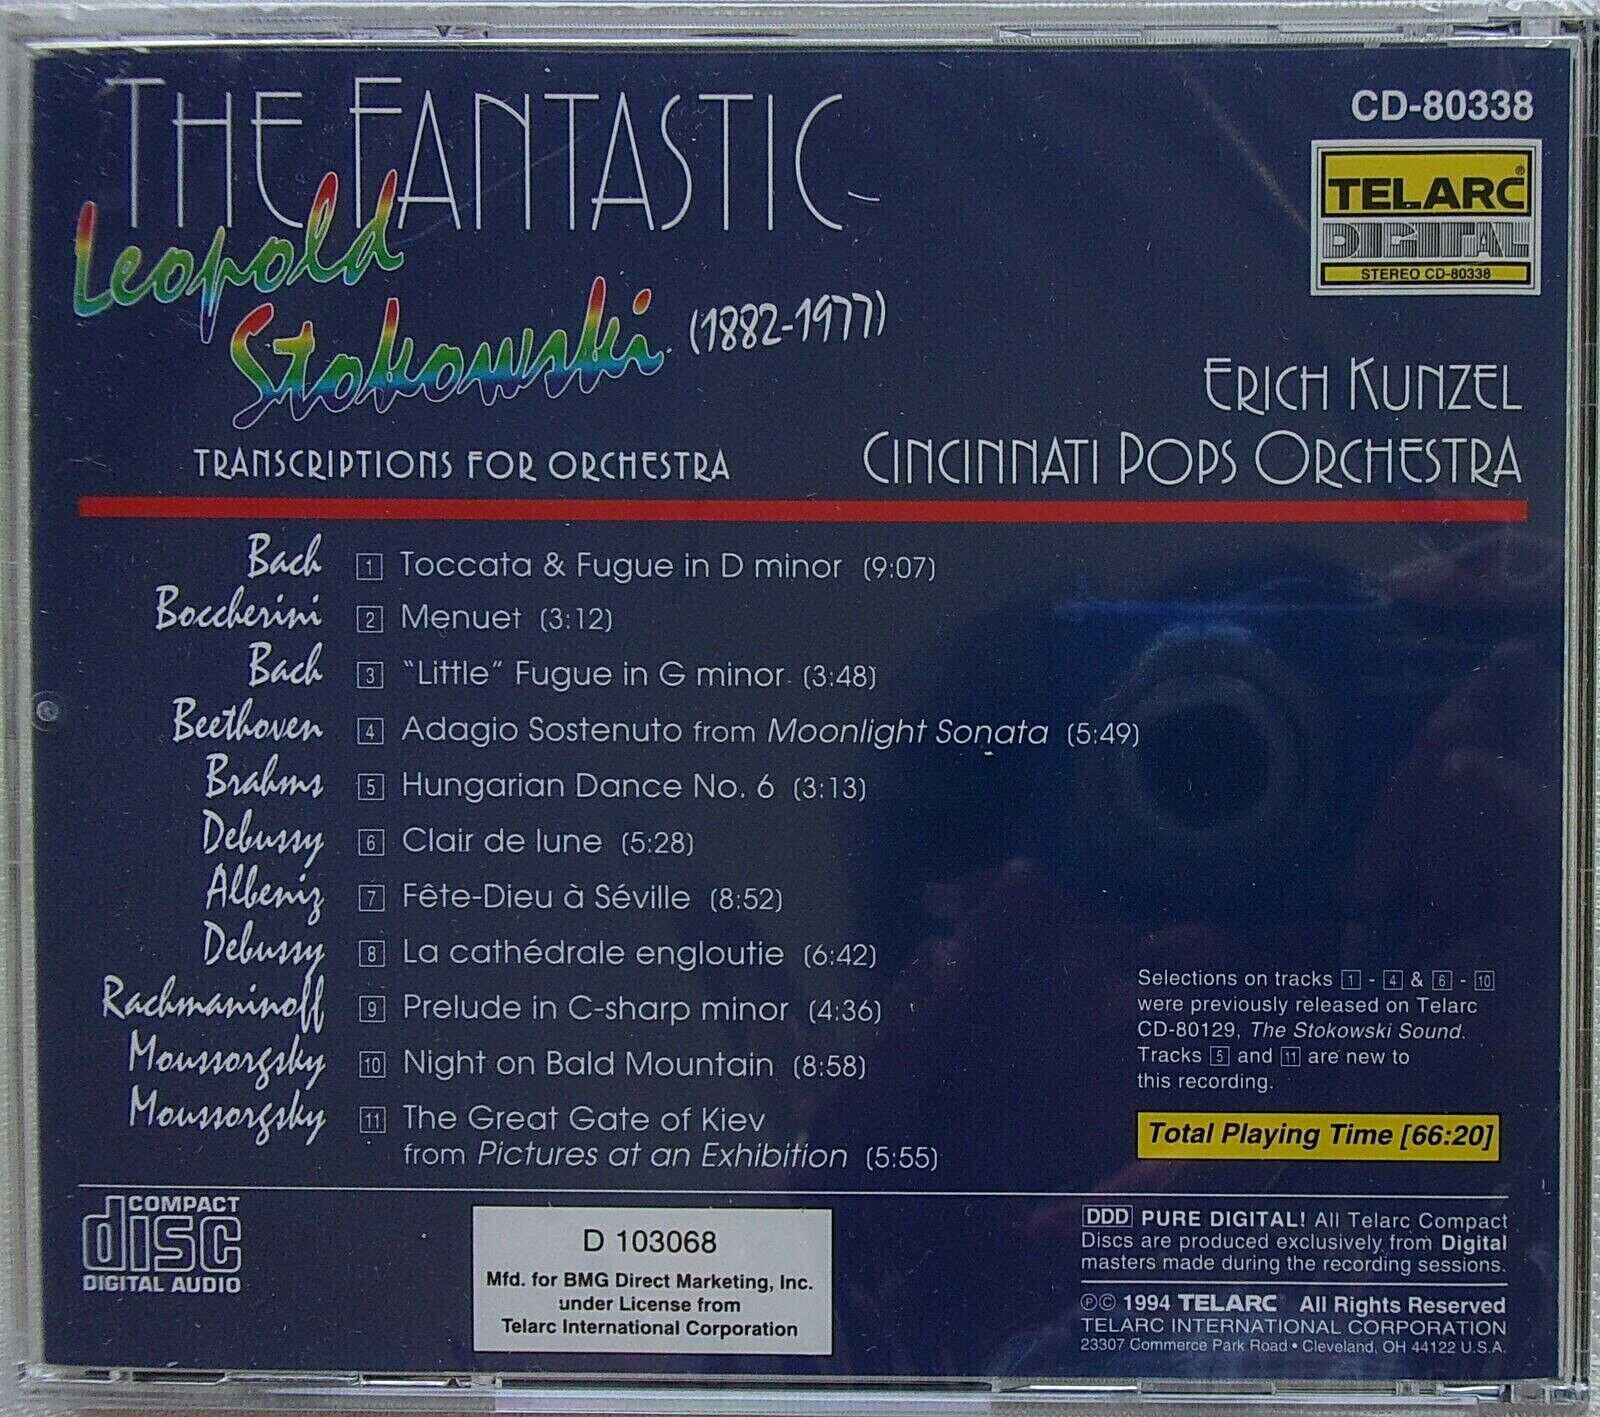 THE FANTASTIC
Leopold
Stokowski (1882-1977)
TRANSCRIPTIONS FOR ORCHESTRA
CD-80338
TELARC®
DIGITAL
STEREO CD-80338
ERICH KUNZEL
CINCINNATI POPS ORCHESTRA
Bach 1 Toccata & Fugue in D minor (9:07)
Boccherini 2 Menuet (3:12)
Bach 3 "Little" Fugue in G minor (3:48)
Beethoven 4 Adagio Sostenuto from Moonlight Sonata (5:49)
Brahms 5 Hungarian Dance No. 6 (3:13)
Debussy 6 Clair de lune (5:28)
Albeniz 7 Fête-Dieu à Séville (8:52)
Debussy 8 La cathédrale engloutie (6:42)
Rachmaninoff 9 Prelude in C-sharp minor (4:36)
Moussorgsky 10 Night on Bald Mountain (8:58)
Moussorgsky 11 The Great Gate of Kiev
from Pictures at an Exhibition (5:55)
Selections on tracks 1 - 4 & 6 - 10
were previously released on Telarc
CD-80129, The Stokowski Sound.
Tracks 5 and 11 are new to
this recording.
Total Playing Time [66:20]
COMPACT
disc
DIGITAL AUDIO
D 103068
Mfd. for BMG Direct Marketing, Inc.
under License from
Telarc International Corporation
DDD PURE DIGITAL! All Telarc Compact
Discs are produced exclusively from Digital
masters made during the recording sessions.
℗© 1994 TELARC All Rights Reserved
TELARC INTERNATIONAL CORPORATION
23307 Commerce Park Road • Cleveland, OH 44122 U.S.A.